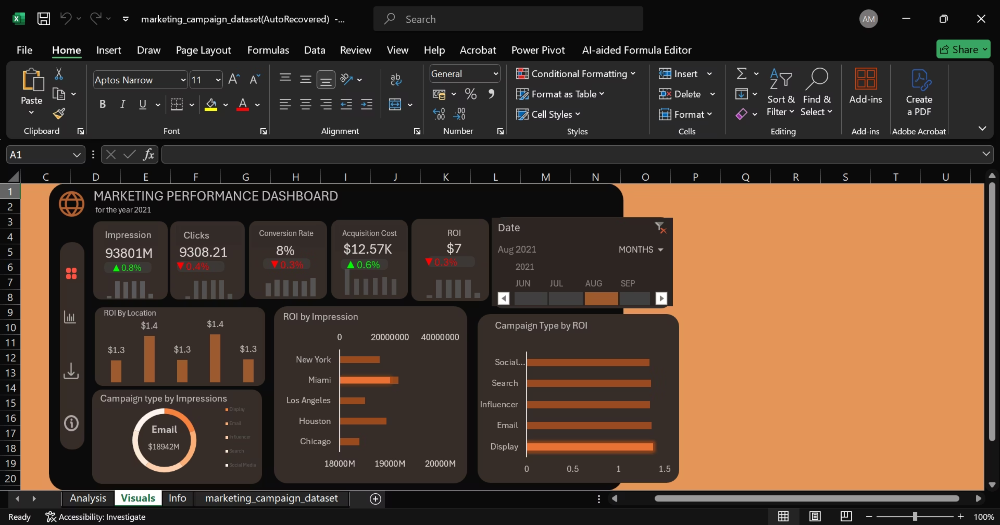 marketing_campaign_dataset(AutoRecovered) -...
Search
AM
File Home Insert Draw Page Layout Formulas Data Review View Help Acrobat Power Pivot AI-aided Formula Editor
Share
Paste
Clipboard
Aptos Narrow 11
B I U A
Font
ab
Alignment
General
% 9
Number
Conditional Formatting
Format as Table
Cell Styles
Styles
Insert
Delete
Format
Cells
Sort &
Filter
Find &
Select
Editing
Add-ins
Add-ins
Create
a PDF
Adobe Acrobat
A1
fx
C D E F G H I J K L M N O P Q R S T U
1
2
3
4
5
6
7
8
9
10
11
12
13
14
15
16
17
18
19
20
MARKETING PERFORMANCE DASHBOARD
for the year 2021
Impression
93801M
▲0.8%
Clicks
9308.21
▼0.4%
Conversion Rate
8%
▼0.3%
Acquisition Cost
$12.57K
▲0.6%
ROI
$7
▼0.3%
Date
Aug 2021
MONTHS
2021
JUN JUL AUG SEP
ROI By Location
$1.3 $1.4 $1.3 $1.4 $1.3
Campaign type by Impressions
Email
$18942M
Display
Email
Influencer
Search
Social Media
ROI by Impression
0 20000000 40000000
New York
Miami
Los Angeles
Houston
Chicago
18000M 19000M 20000M
Campaign Type by ROI
Social...
Search
Influencer
Email
Display
0 0.5 1 1.5
Analysis Visuals Info marketing_campaign_dataset
Ready Accessibility: Investigate
100%